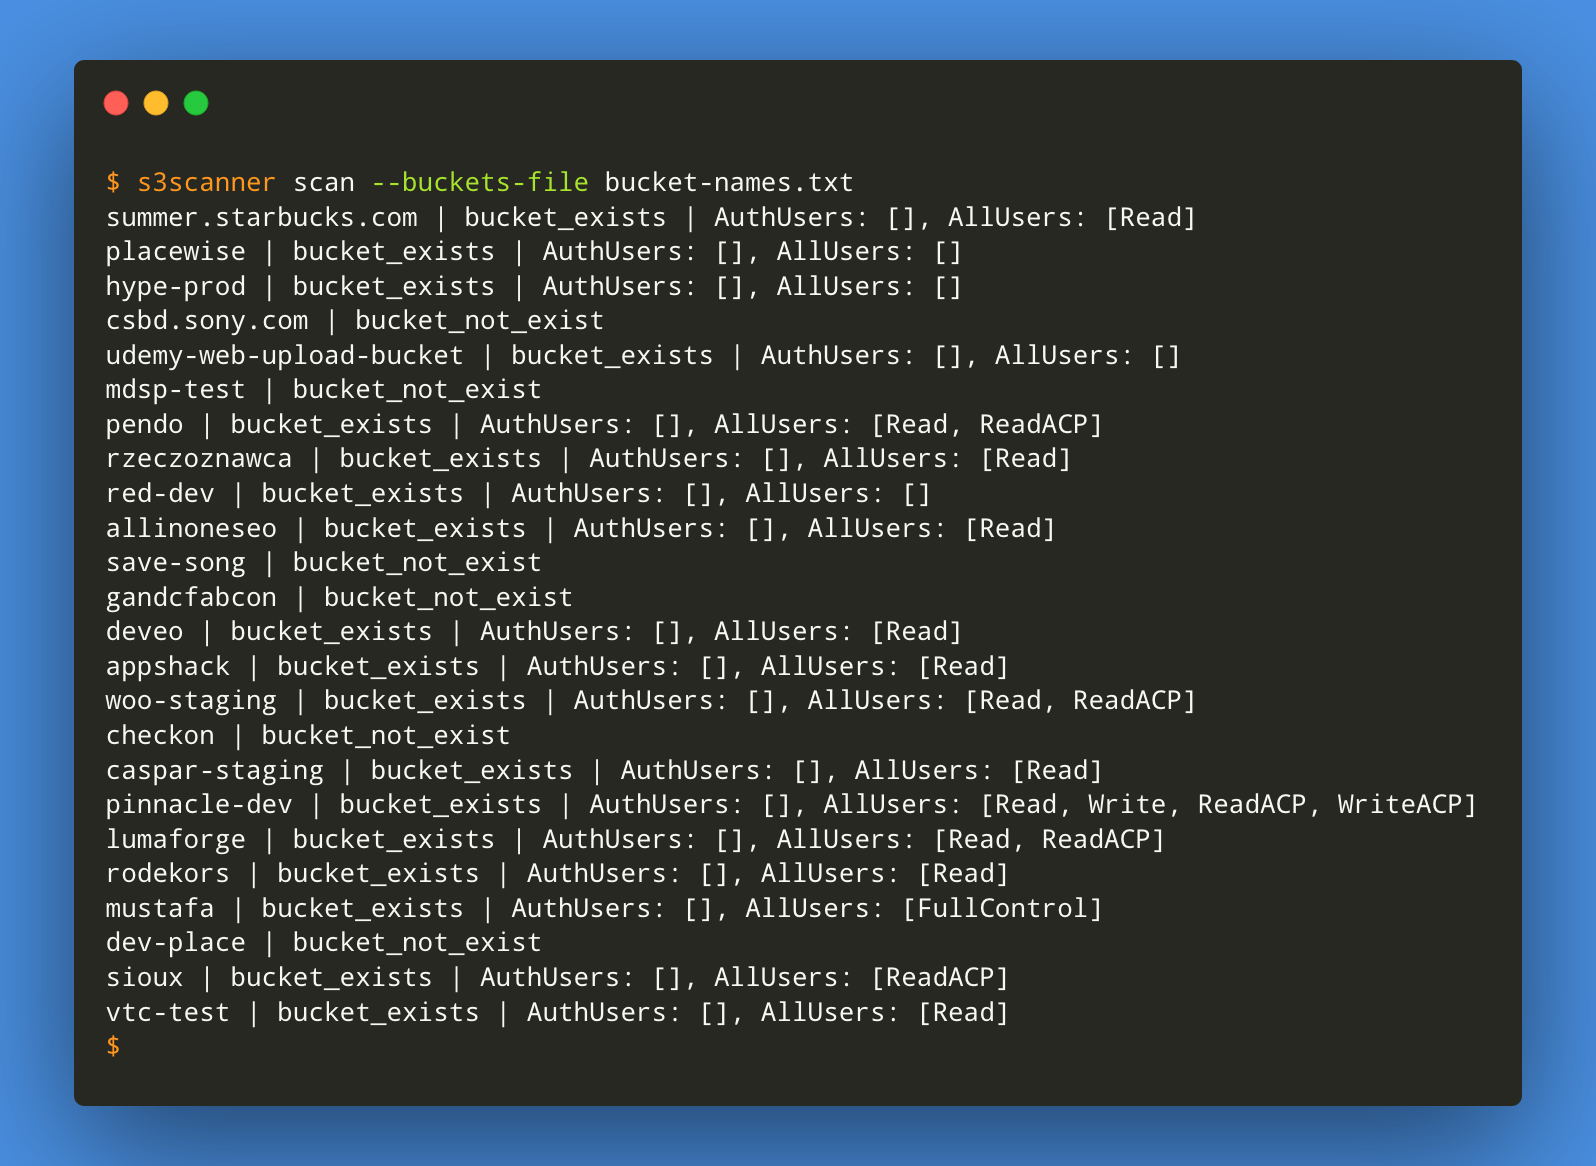 $ s3scanner scan --buckets-file bucket-names.txt
summer.starbucks.com | bucket_exists | AuthUsers: [], AllUsers: [Read]
placewise | bucket_exists | AuthUsers: [], AllUsers: []
hype-prod | bucket_exists | AuthUsers: [], AllUsers: []
csbd.sony.com | bucket_not_exist
udemy-web-upload-bucket | bucket_exists | AuthUsers: [], AllUsers: []
mdsp-test | bucket_not_exist
pendo | bucket_exists | AuthUsers: [], AllUsers: [Read, ReadACP]
rzeczoznawca | bucket_exists | AuthUsers: [], AllUsers: [Read]
red-dev | bucket_exists | AuthUsers: [], AllUsers: []
allinoneseo | bucket_exists | AuthUsers: [], AllUsers: [Read]
save-song | bucket_not_exist
gandcfabcon | bucket_not_exist
deveo | bucket_exists | AuthUsers: [], AllUsers: [Read]
appshack | bucket_exists | AuthUsers: [], AllUsers: [Read]
woo-staging | bucket_exists | AuthUsers: [], AllUsers: [Read, ReadACP]
checkon | bucket_not_exist
caspar-staging | bucket_exists | AuthUsers: [], AllUsers: [Read]
pinnacle-dev | bucket_exists | AuthUsers: [], AllUsers: [Read, Write, ReadACP, WriteACP]
lumaforge | bucket_exists | AuthUsers: [], AllUsers: [Read, ReadACP]
rodekors | bucket_exists | AuthUsers: [], AllUsers: [Read]
mustafa | bucket_exists | AuthUsers: [], AllUsers: [FullControl]
dev-place | bucket_not_exist
sioux | bucket_exists | AuthUsers: [], AllUsers: [ReadACP]
vtc-test | bucket_exists | AuthUsers: [], AllUsers: [Read]
$